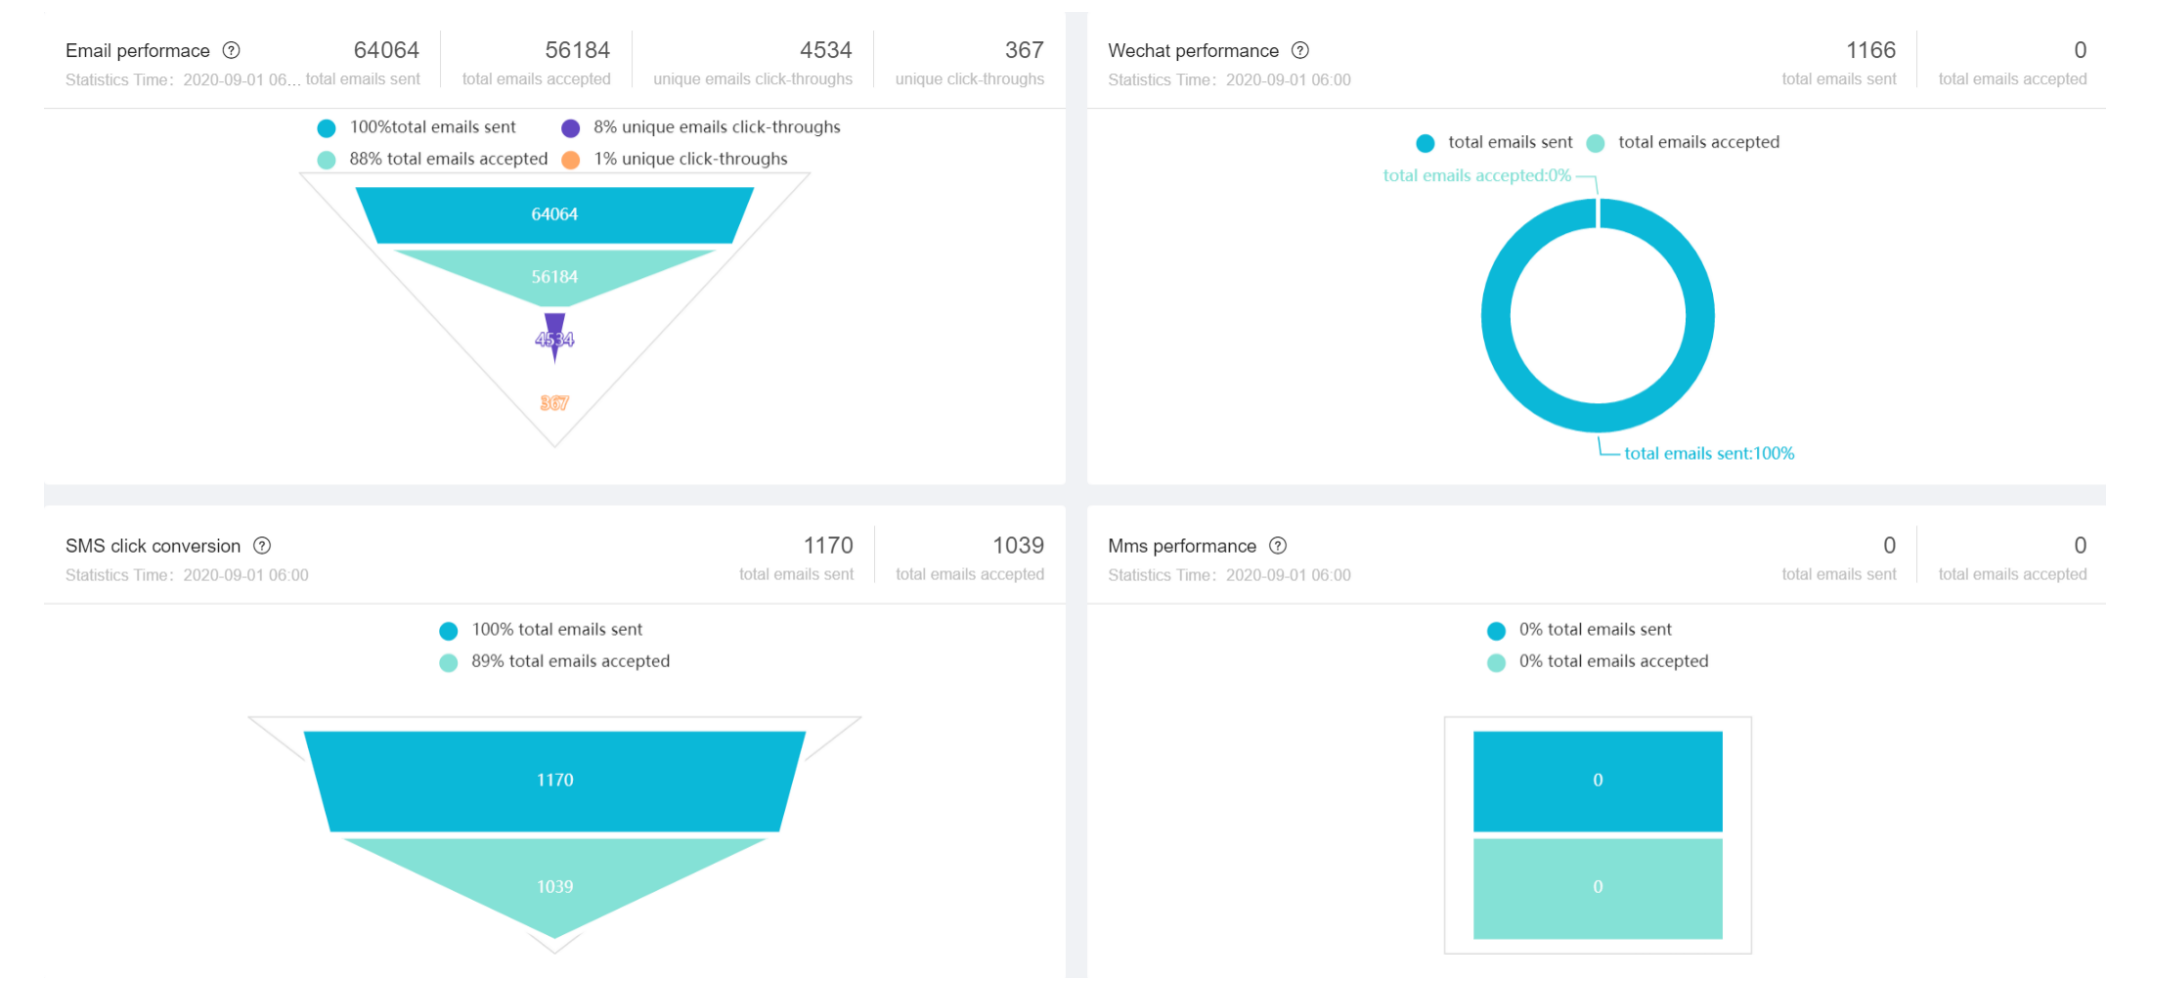 Email performace ?
64064 56184 4534 367
Statistics Time: 2020-09-01 06... total emails sent total emails accepted unique emails click-throughs unique click-throughs
100%total emails sent 8% unique emails click-throughs
88% total emails accepted 1% unique click-throughs
64064
56184
4534
367
Wechat performance ?
1166 0
Statistics Time: 2020-09-01 06:00 total emails sent total emails accepted
total emails sent total emails accepted
total emails accepted:0%
total emails sent:100%
SMS click conversion ?
1170 1039
Statistics Time: 2020-09-01 06:00 total emails sent total emails accepted
100% total emails sent
89% total emails accepted
1170
1039
Mms performance ?
0 0
Statistics Time: 2020-09-01 06:00 total emails sent total emails accepted
0% total emails sent
0% total emails accepted
0
0